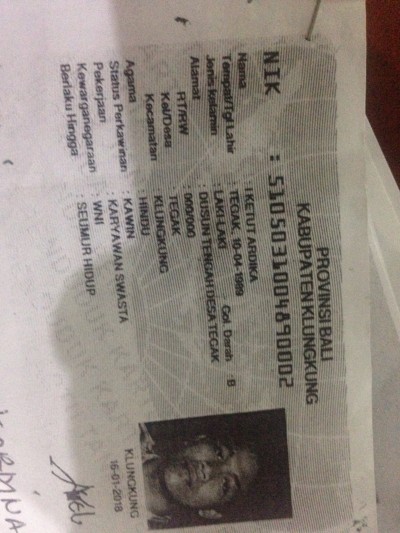 PROVINSI BALI
KABUPATEN KLUNGKUNG
NIK : 5105031004890002
Nama : I KETUT ARDIKA
Tempat/Tgl Lahir : TEGAK, 10-04-1989
Jenis kelamin : LAKI-LAKI Gol. Darah : B
Alamat : DUSUN TENGAH DESA TEGAK
RT/RW : 000/000
Kel/Desa : TEGAK
Kecamatan : KLUNGKUNG
Agama : HINDU
Status Perkawinan : KAWIN
Pekerjaan : KARYAWAN SWASTA
Kewarganegaraan : WNI
Berlaku Hingga : SEUMUR HIDUP
KLUNGKUNG
16-01-2018